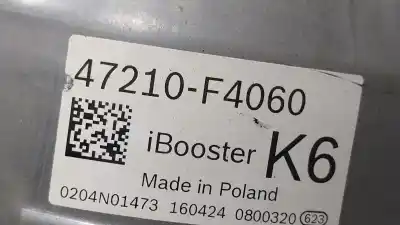 47210-F4060
iBooster K6
Made in Poland
0204N01473 160424 0800320 623